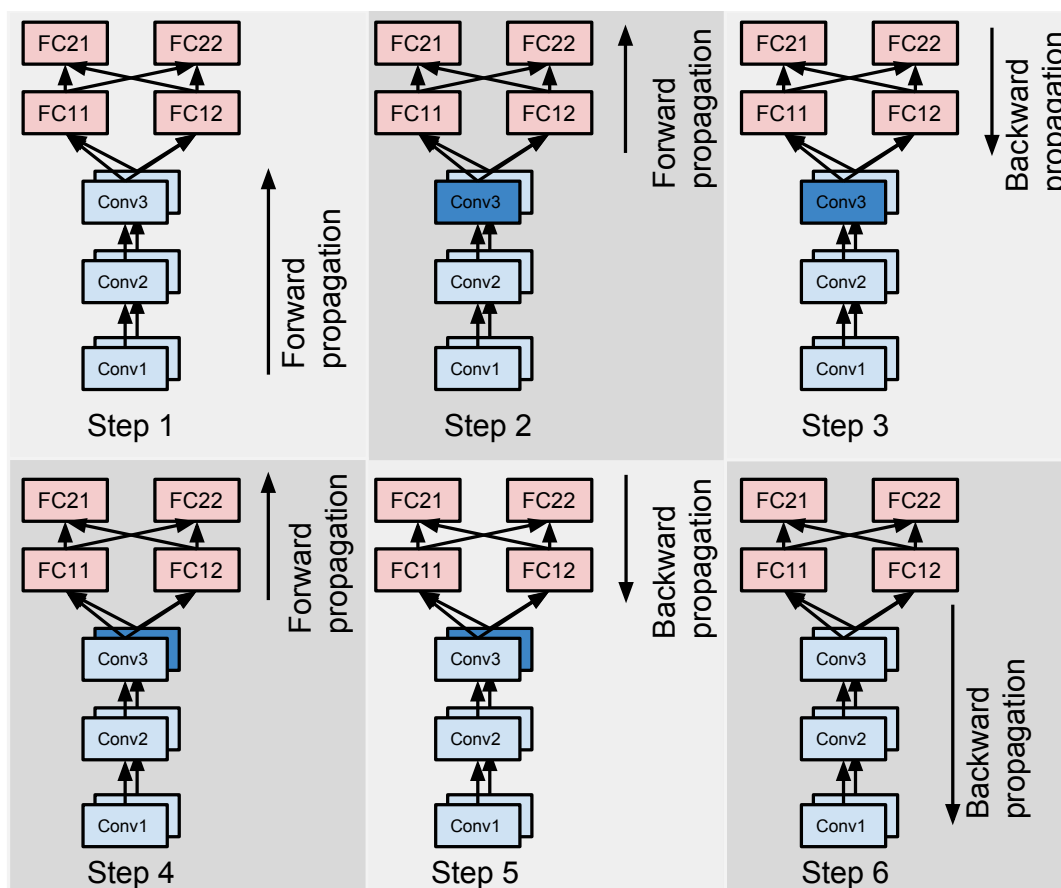 FC21 FC22
FC11 FC12
Conv3
Conv2
Conv1
Forward
propagation
Step 1
FC21 FC22
FC11 FC12
Conv3
Conv2
Conv1
Forward
propagation
Step 2
FC21 FC22
FC11 FC12
Conv3
Conv2
Conv1
Backward
propagation
Step 3
FC21 FC22
FC11 FC12
Conv3
Conv2
Conv1
Forward
propagation
Step 4
FC21 FC22
FC11 FC12
Conv3
Conv2
Conv1
Backward
propagation
Step 5
FC21 FC22
FC11 FC12
Conv3
Conv2
Conv1
Backward
propagation
Step 6